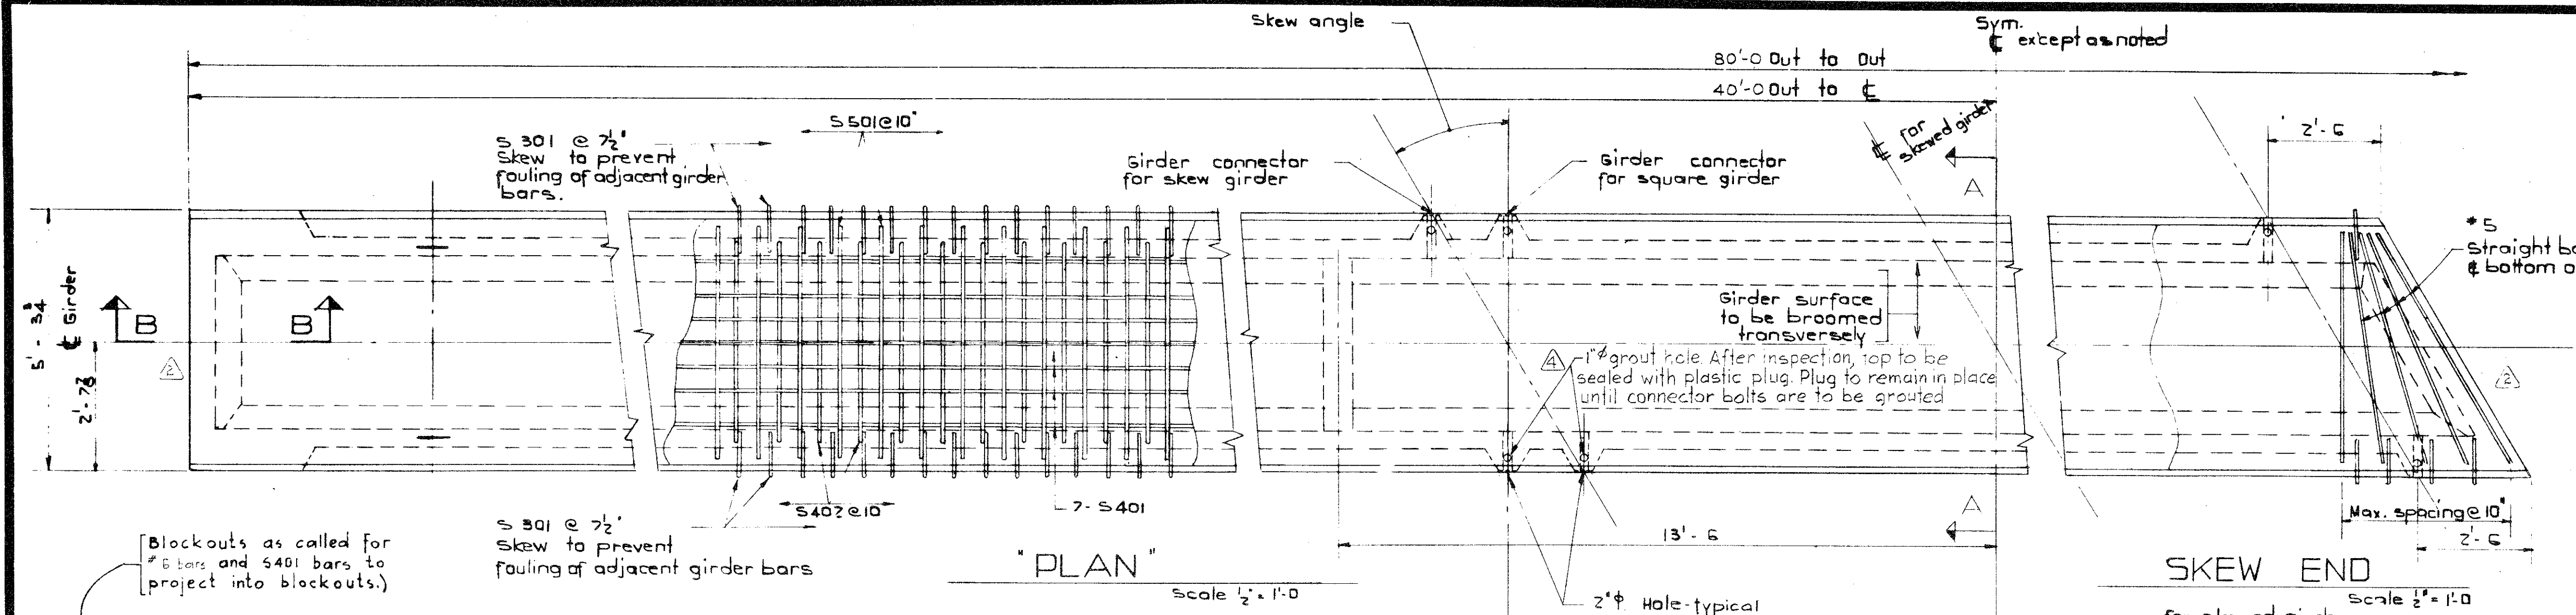 Skew angle
Sym.
℄ except as noted
80'-0 Out to Out
40'-0 Out to ℄
S 501 @ 10"
S 301 @ 7½"
Skew to prevent
fouling of adjacent girder
bars.
Girder connector
for skew girder
Girder connector
for square girder
℄ for
skewed girder
2'-6
A
#5
Straight
bottom
5'-3¾
℄ Girder
2'-7⅞
B
B
2
Girder surface
to be broomed
transversely
4
1"ø grout hole. After inspection, top to be
sealed with plastic plug. Plug to remain in place
until connector bolts are to be grouted
2
S402 @ 10"
7-S401
A
13'-6
Max. spacing @ 10"
2'-6
[Blockouts as called for
#6 bars and S401 bars to
project into blockouts.)
S 301 @ 7½"
Skew to prevent
fouling of adjacent girder bars
"PLAN"
Scale ½" = 1'-0
2"φ Hole-typical
SKEW END
Scale ½" = 1'-0